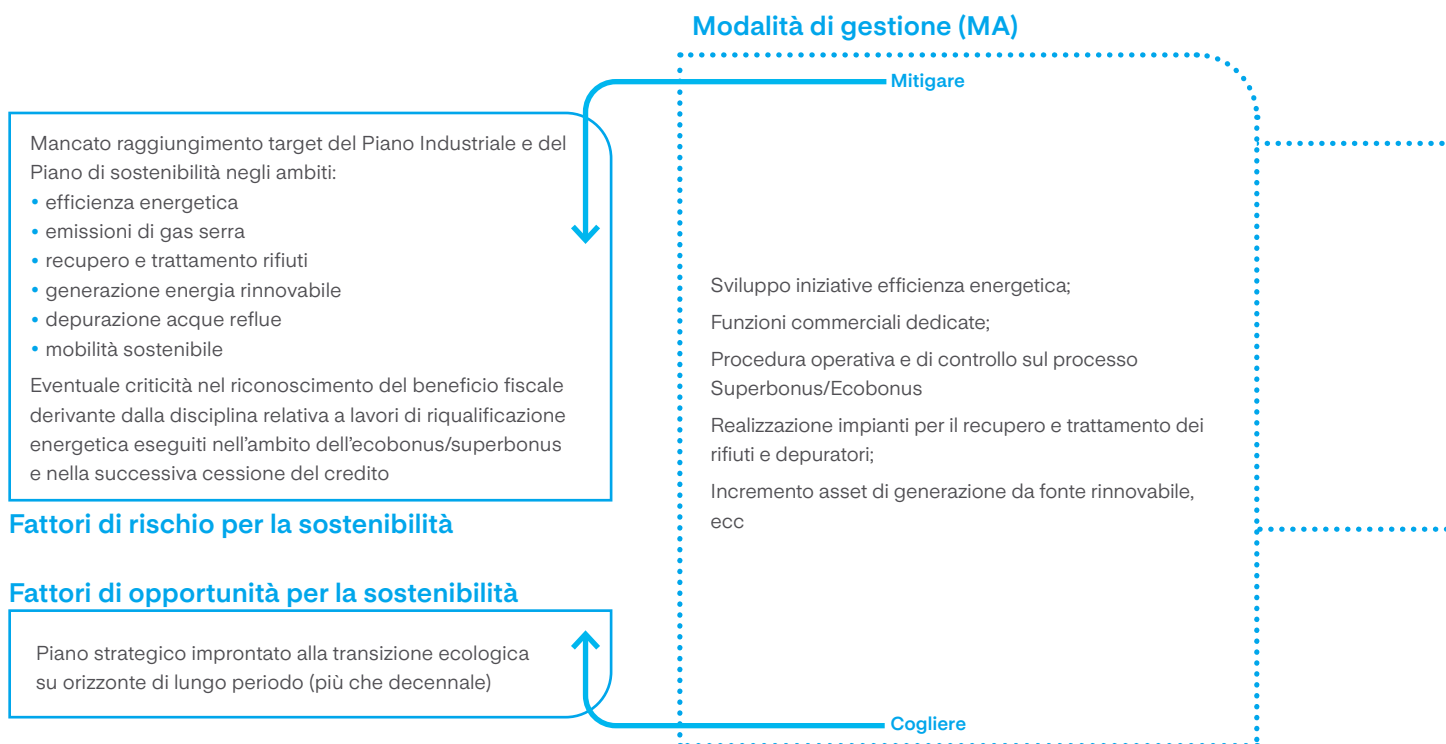 Modalità di gestione (MA)
Mitigare
Mancato raggiungimento target del Piano Industriale e del
Piano di sostenibilità negli ambiti:
• efficienza energetica
• emissioni di gas serra
• recupero e trattamento rifiuti
• generazione energia rinnovabile
• depurazione acque reflue
• mobilità sostenibile
Eventuale criticità nel riconoscimento del beneficio fiscale
derivante dalla disciplina relativa a lavori di riqualificazione
energetica eseguiti nell'ambito dell'ecobonus/superbonus
e nella successiva cessione del credito
Fattori di rischio per la sostenibilità
Fattori di opportunità per la sostenibilità
Piano strategico improntato alla transizione ecologica
su orizzonte di lungo periodo (più che decennale)
Sviluppo iniziative efficienza energetica;
Funzioni commerciali dedicate;
Procedura operativa e di controllo sul processo
Superbonus/Ecobonus
Realizzazione impianti per il recupero e trattamento dei
rifiuti e depuratori;
Incremento asset di generazione da fonte rinnovabile,
ecc
Cogliere